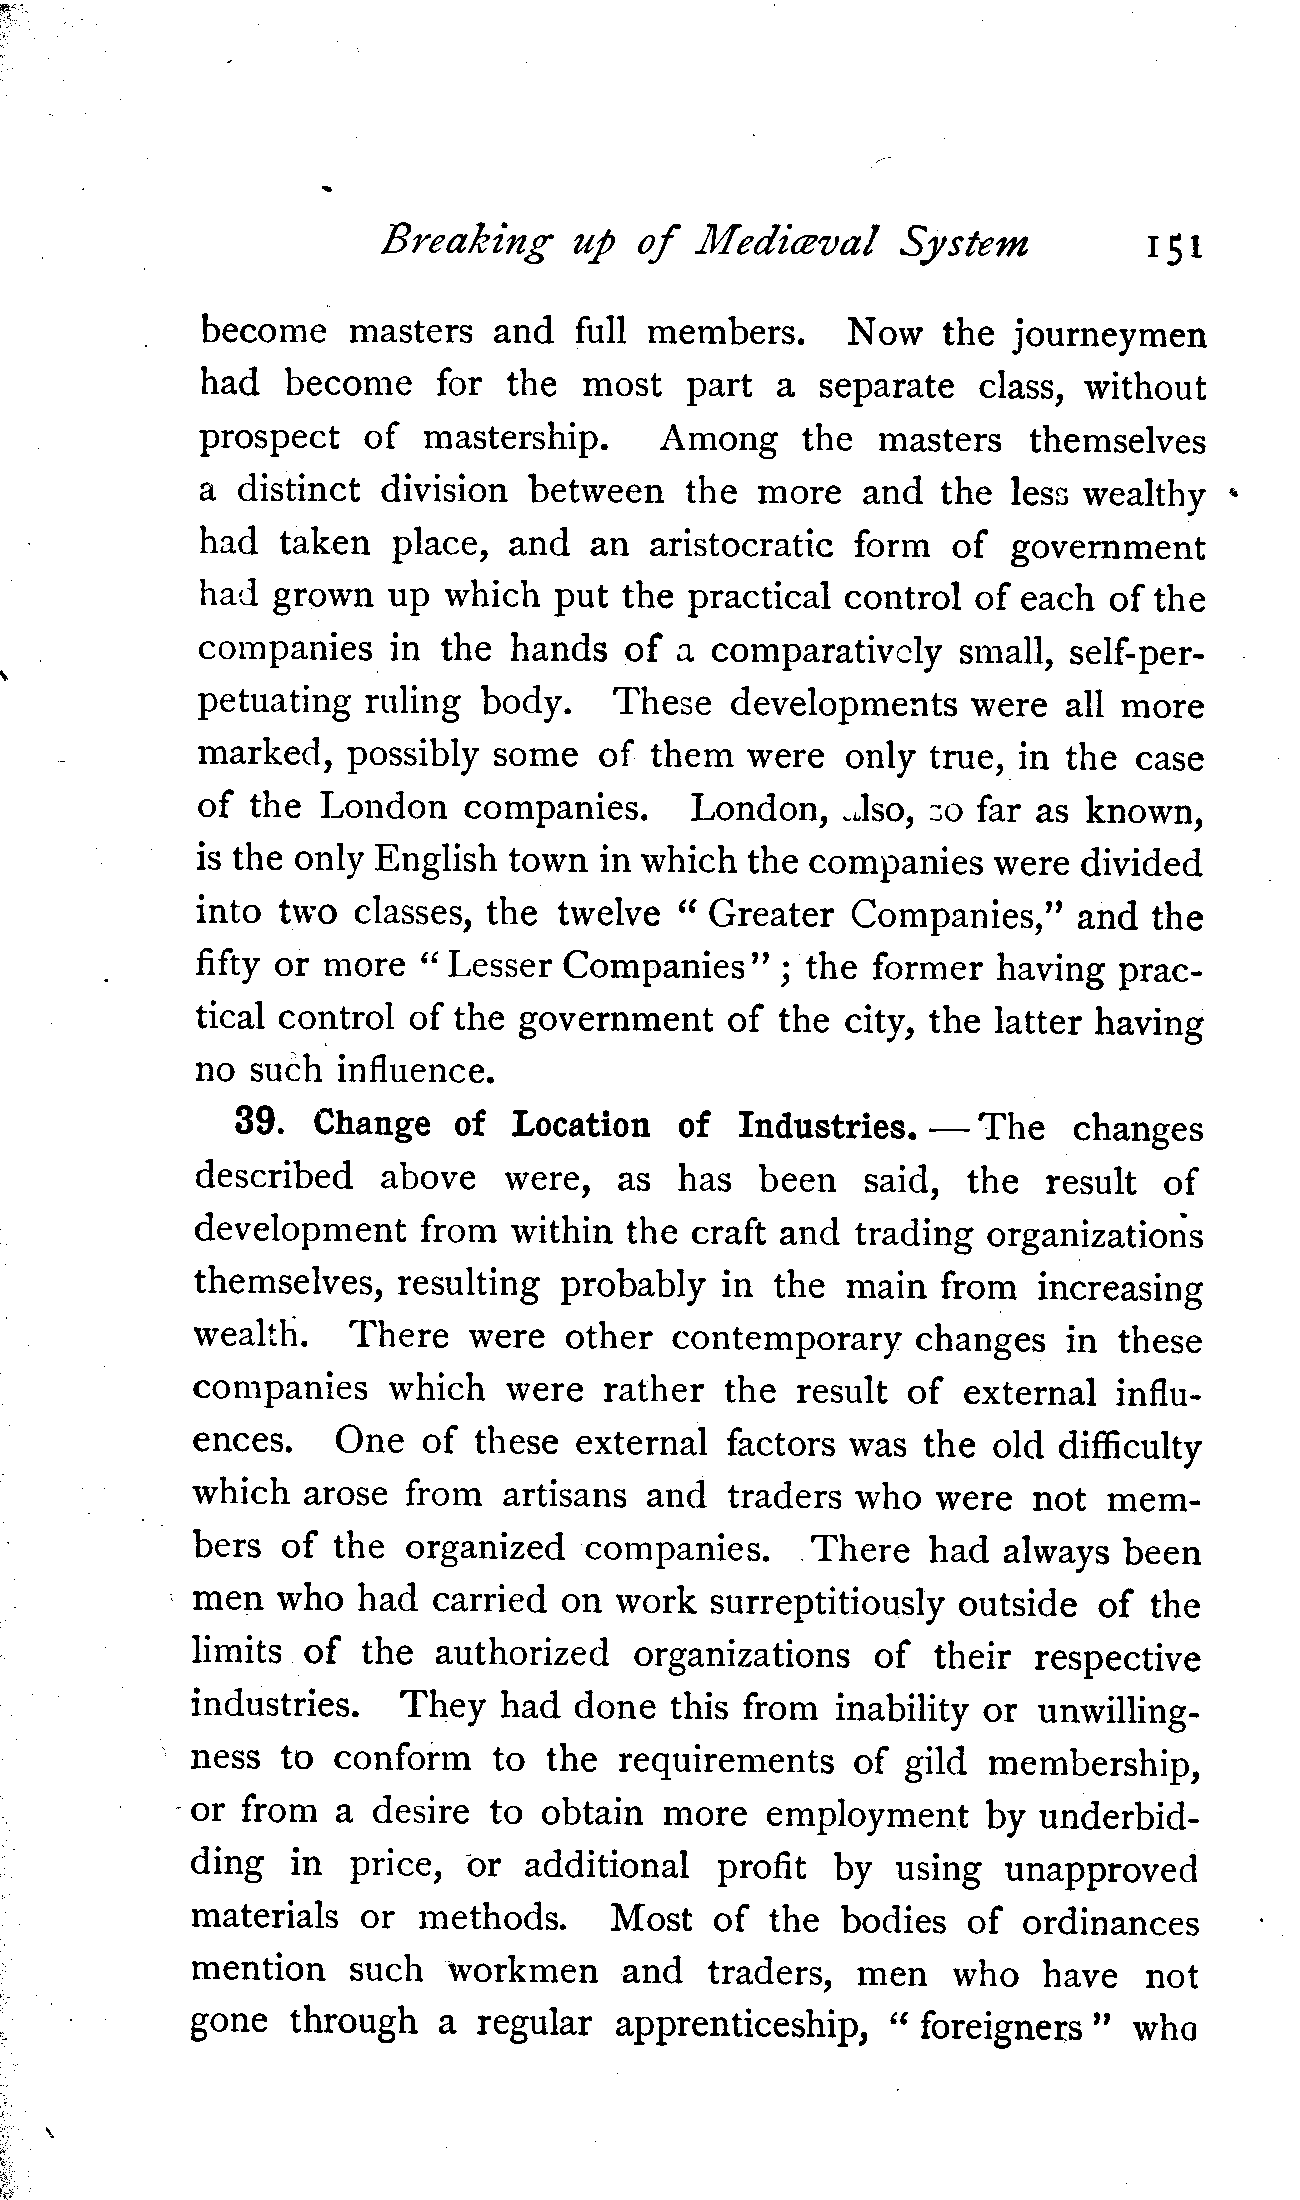 Breaking up of Mediæval System 151
become masters and full members. Now the journeymen
had become for the most part a separate class, without
prospect of mastership. Among the masters themselves
a distinct division between the more and the less wealthy
had taken place, and an aristocratic form of government
had grown up which put the practical control of each of the
companies in the hands of a comparatively small, self-per-
petuating ruling body. These developments were all more
marked, possibly some of them were only true, in the case
of the London companies. London, also, so far as known,
is the only English town in which the companies were divided
into two classes, the twelve “ Greater Companies,” and the
fifty or more “ Lesser Companies” ; the former having prac-
tical control of the government of the city, the latter having
no such influence.
39. Change of Location of Industries. — The changes
described above were, as has been said, the result of
development from within the craft and trading organizations
themselves, resulting probably in the main from increasing
wealth. There were other contemporary changes in these
companies which were rather the result of external influ-
ences. One of these external factors was the old difficulty
which arose from artisans and traders who were not mem-
bers of the organized companies. There had always been
men who had carried on work surreptitiously outside of the
limits of the authorized organizations of their respective
industries. They had done this from inability or unwilling-
ness to conform to the requirements of gild membership,
or from a desire to obtain more employment by underbid-
ding in price, or additional profit by using unapproved
materials or methods. Most of the bodies of ordinances
mention such workmen and traders, men who have not
gone through a regular apprenticeship, “ foreigners ” who